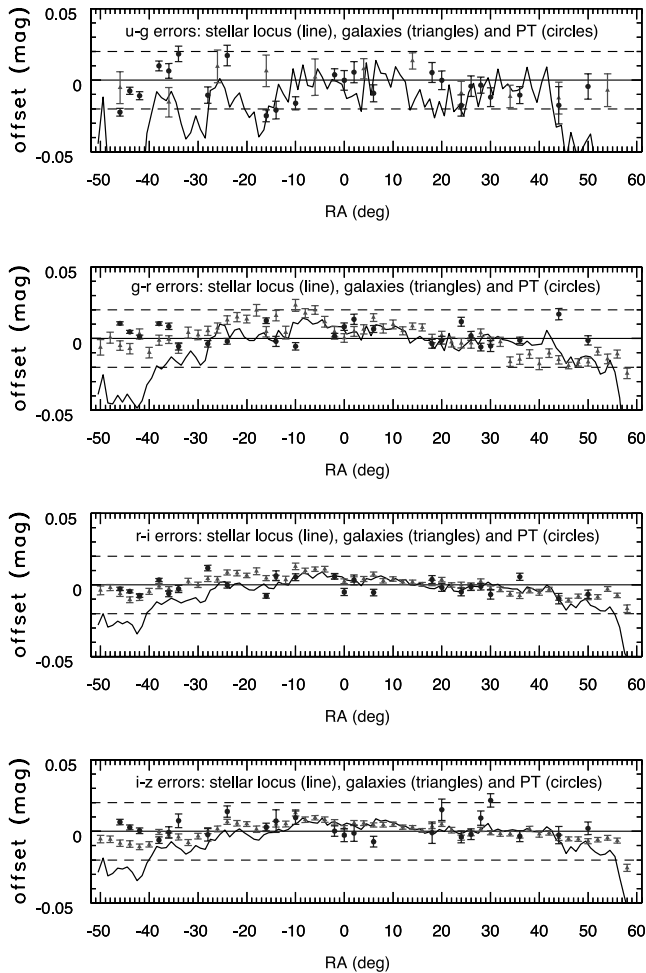 0.05
u-g errors: stellar locus (line), galaxies (triangles) and PT (circles)
offset (mag)
0
-0.05
-50 -40 -30 -20 -10 0 10 20 30 40 50 60
RA (deg)
0.05
g-r errors: stellar locus (line), galaxies (triangles) and PT (circles)
offset (mag)
0
-0.05
-50 -40 -30 -20 -10 0 10 20 30 40 50 60
RA (deg)
0.05
r-i errors: stellar locus (line), galaxies (triangles) and PT (circles)
offset (mag)
0
-0.05
-50 -40 -30 -20 -10 0 10 20 30 40 50 60
RA (deg)
0.05
i-z errors: stellar locus (line), galaxies (triangles) and PT (circles)
offset (mag)
0
-0.05
-50 -40 -30 -20 -10 0 10 20 30 40 50 60
RA (deg)